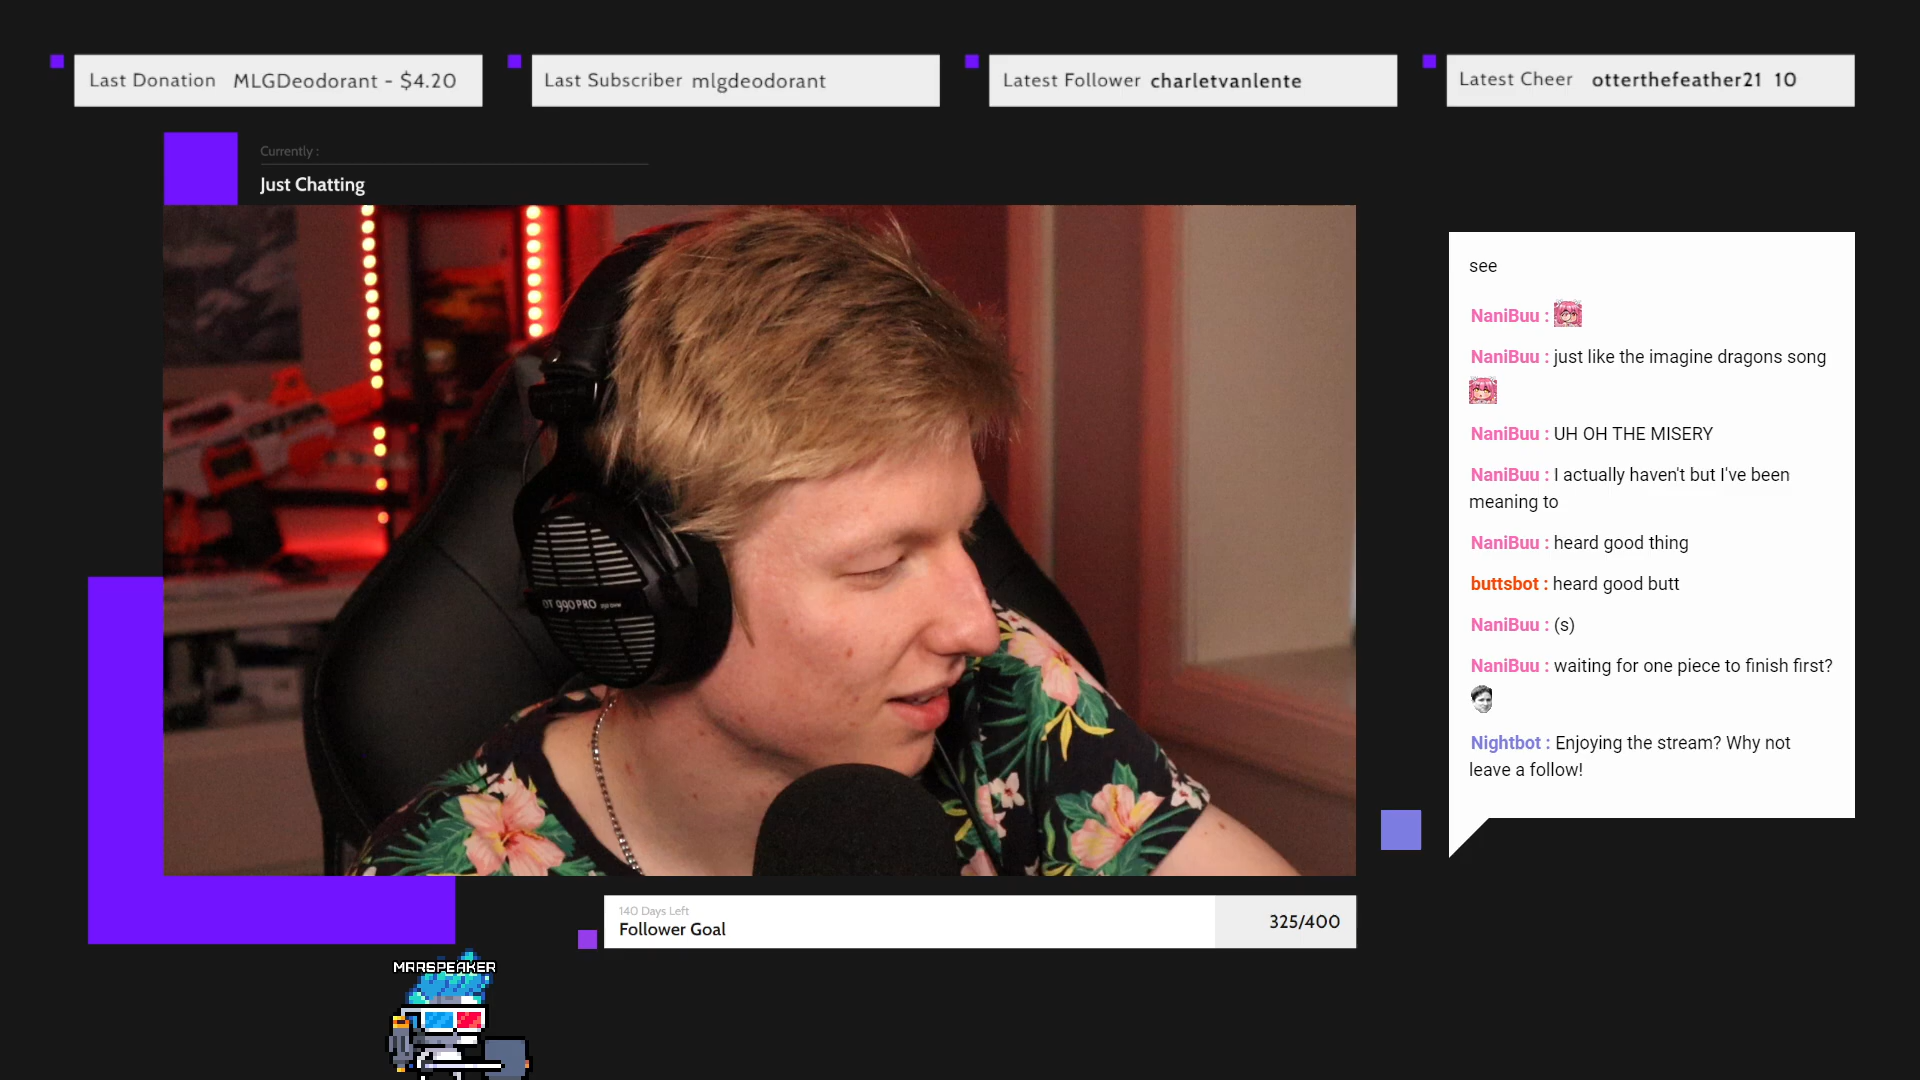 Last Donation MLGDeodorant - $4.20
Last Subscriber mlgdeodorant
Latest Follower charletvanlente
Latest Cheer otterthefeather21 10
Currently :
Just Chatting
DT 990 PRO
see
NaniBuu :
NaniBuu : just like the imagine dragons song
NaniBuu : UH OH THE MISERY
NaniBuu : I actually haven't but I've been
meaning to
NaniBuu : heard good thing
buttsbot : heard good butt
NaniBuu : (s)
NaniBuu : waiting for one piece to finish first?
Nightbot : Enjoying the stream? Why not
leave a follow!
140 Days Left
Follower Goal
325/400
MRRSPEAKER